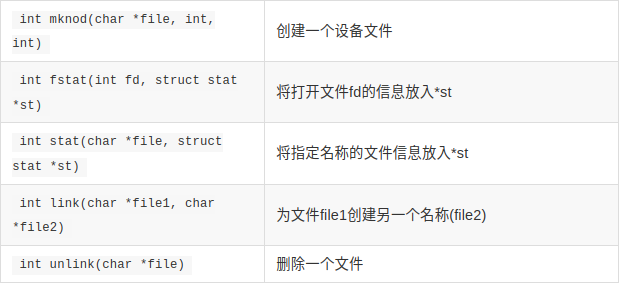 int mknod(char *file, int,
int)
创建一个设备文件
int fstat(int fd, struct stat
*st)
将打开文件fd的信息放入*st
int stat(char *file, struct
stat *st)
将指定名称的文件信息放入*st
int link(char *file1, char
*file2)
为文件file1创建另一个名称(file2)
int unlink(char *file)
删除一个文件